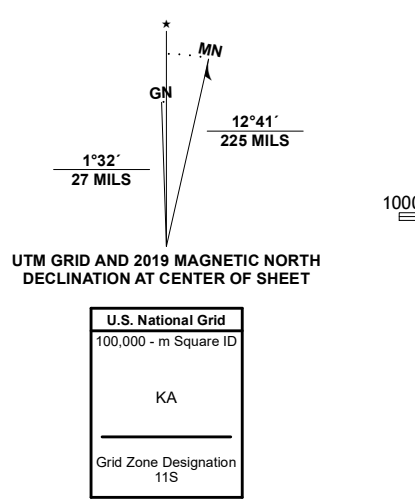 ★
MN
GN
12°41´
225 MILS
1°32´
27 MILS
UTM GRID AND 2019 MAGNETIC NORTH
DECLINATION AT CENTER OF SHEET
U.S. National Grid
100,000 - m Square ID
KA
Grid Zone Designation
11S